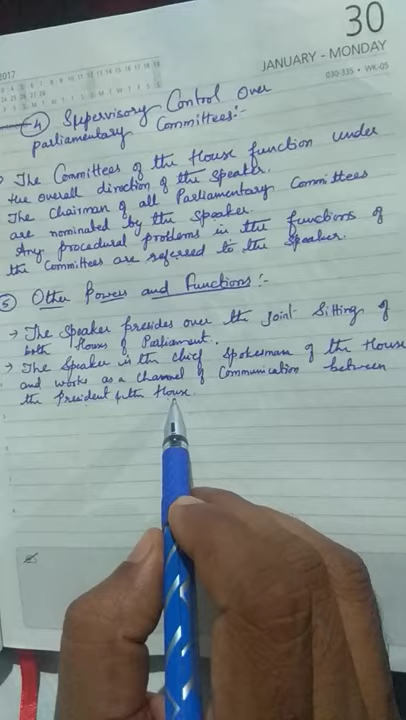 30
2017
JANUARY - MONDAY
030-335 • WK-05
4 Supervisory Control Over
parliamentary Committees:-
The Committees of the House function under
the overall direction of the Speaker.
The Chairman of all Parliamentary Committees
are nominated by the Speaker.
Any procedural problems in the functions of
the Committees are referred to the Speaker.
5 Other Powers and Functions:-
→ The Speaker presides over the Joint Sitting of
both Houses of Parliament.
→ The Speaker is the chief Spokesman of the House
and works as a Channel of Communication between
the President & the House.